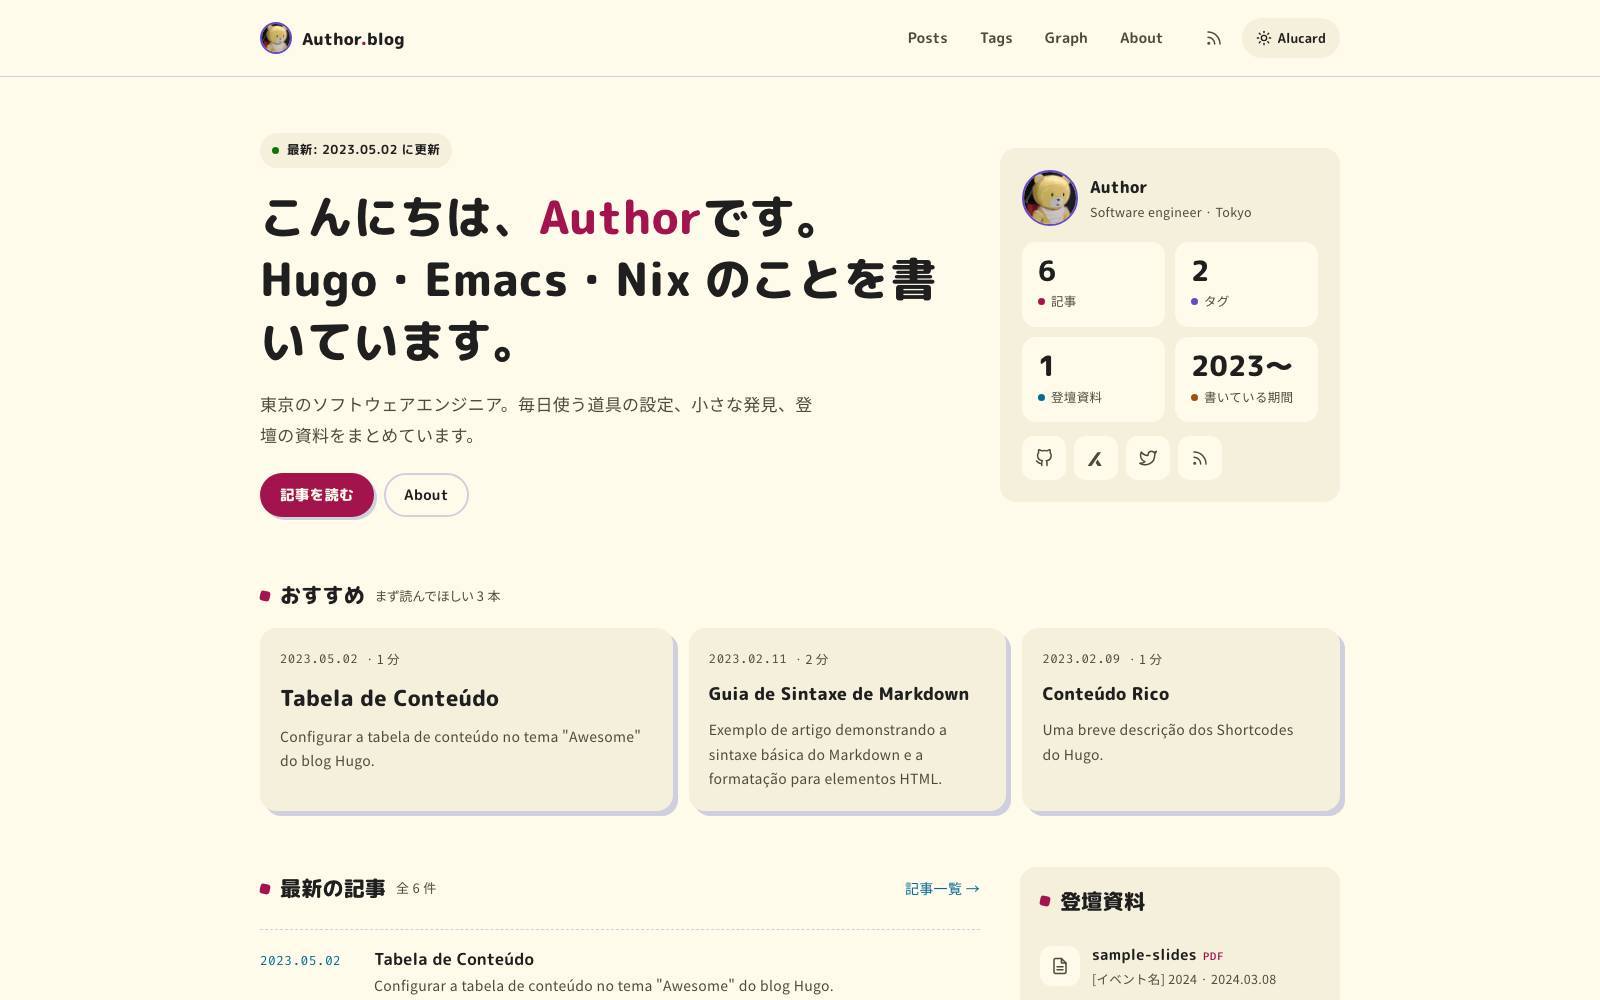 Author.blog
Posts
Tags
Graph
About
Alucard
最新: 2023.05.02 に更新
こんにちは、Authorです。
Hugo · Emacs · Nix のことを書
いています。
東京のソフトウェアエンジニア。毎日使う道具の設定、小さな発見、登
壇の資料をまとめています。
記事を読む
About
Author
Software engineer · Tokyo
6
記事
2
タグ
1
登壇資料
2023〜
書いている期間
おすすめ まず読んでほしい 3 本
2023.05.02 · 1 分
Tabela de Conteúdo
Configurar a tabela de conteúdo no tema "Awesome"
do blog Hugo.
2023.02.11 · 2 分
Guia de Sintaxe de Markdown
Exemplo de artigo demonstrando a
sintaxe básica do Markdown e a
formatação para elementos HTML.
2023.02.09 · 1 分
Conteúdo Rico
Uma breve descrição dos Shortcodes
do Hugo.
最新の記事 全 6 件
記事一覧 →
2023.05.02
Tabela de Conteúdo
Configurar a tabela de conteúdo no tema "Awesome" do blog Hugo.
登壇資料
sample-slides PDF
[イベント名] 2024 · 2024.03.08